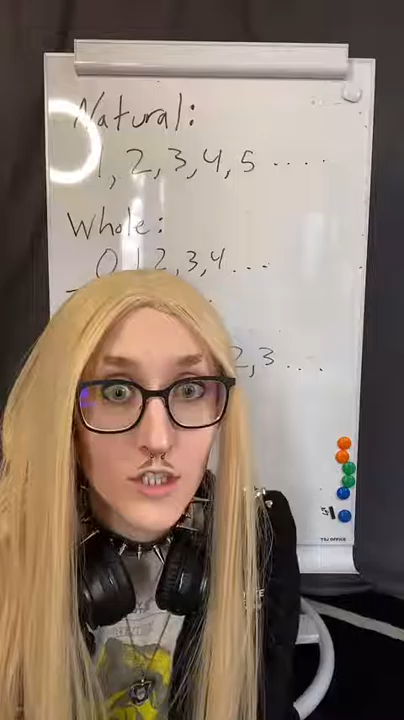 Natural:
1, 2, 3, 4, 5 ....
Whole:
0, 1, 2, 3, 4 ...
2, 3 ....